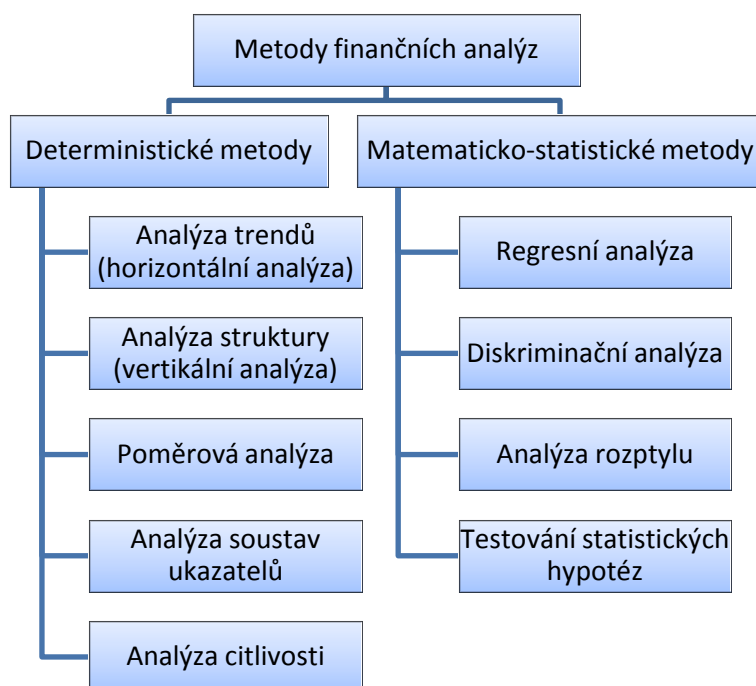 Metody finančních analýz
Deterministické metody
Analýza trendů
(horizontální analýza)
Analýza struktury
(vertikální analýza)
Poměrová analýza
Analýza soustav
ukazatelů
Analýza citlivosti
Matematicko-statistické metody
Regresní analýza
Diskriminační analýza
Analýza rozptylu
Testování statistických
hypotéz